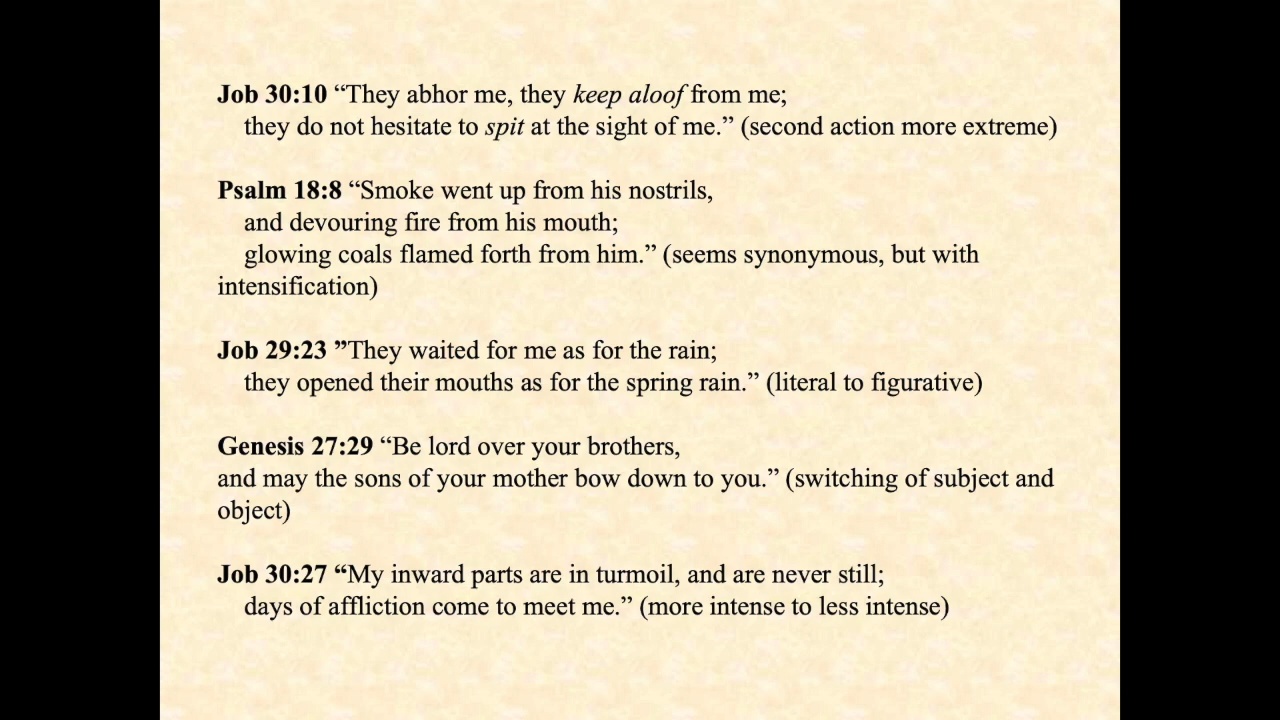 Job 30:10 “They abhor me, they keep aloof from me;
they do not hesitate to spit at the sight of me.” (second action more extreme)
Psalm 18:8 “Smoke went up from his nostrils,
and devouring fire from his mouth;
glowing coals flamed forth from him.” (seems synonymous, but with
intensification)
Job 29:23 ”They waited for me as for the rain;
they opened their mouths as for the spring rain.” (literal to figurative)
Genesis 27:29 “Be lord over your brothers,
and may the sons of your mother bow down to you.” (switching of subject and
object)
Job 30:27 “My inward parts are in turmoil, and are never still;
days of affliction come to meet me.” (more intense to less intense)